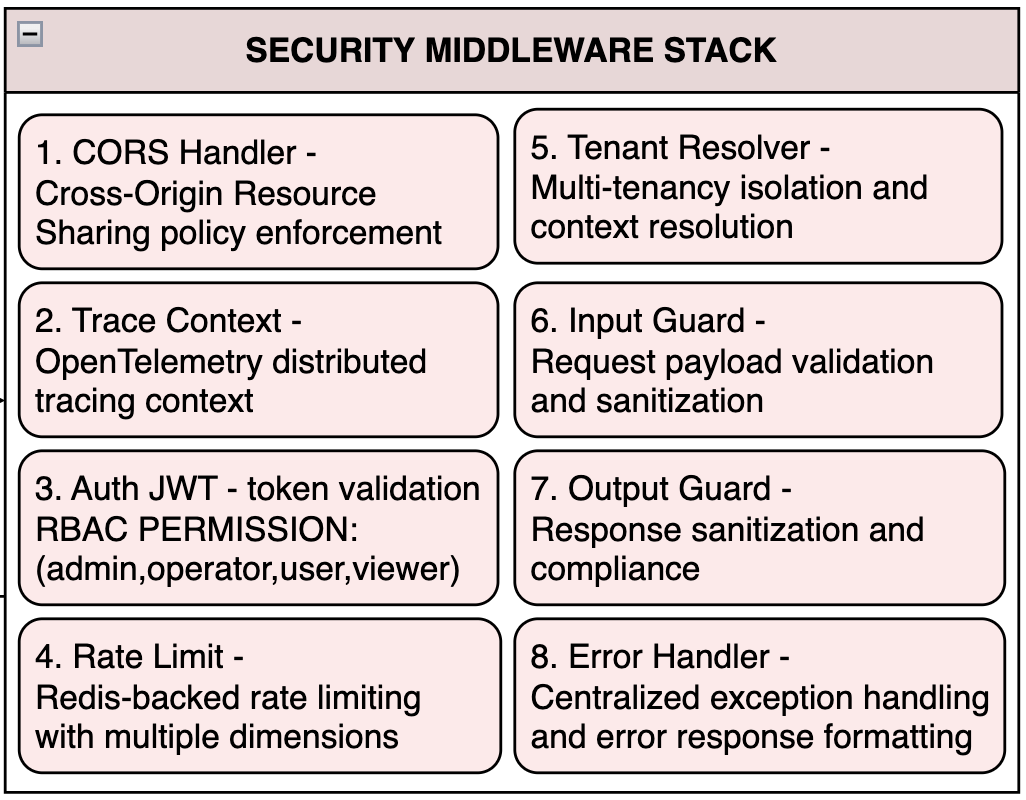 SECURITY MIDDLEWARE STACK
1. CORS Handler -
Cross-Origin Resource
Sharing policy enforcement
2. Trace Context -
OpenTelemetry distributed
tracing context
3. Auth JWT - token validation
RBAC PERMISSION:
(admin,operator,user,viewer)
4. Rate Limit -
Redis-backed rate limiting
with multiple dimensions
5. Tenant Resolver -
Multi-tenancy isolation and
context resolution
6. Input Guard -
Request payload validation
and sanitization
7. Output Guard -
Response sanitization and
compliance
8. Error Handler -
Centralized exception handling
and error response formatting